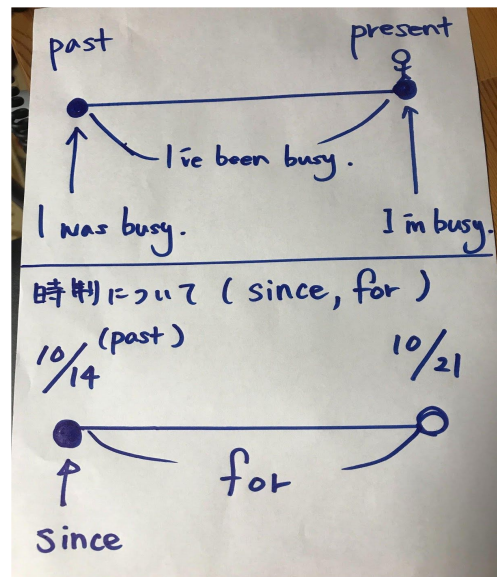 past
present
I've been busy.
I was busy.
I'm busy.
時制について ( since, for )
10/14 (past)
10/21
for
since